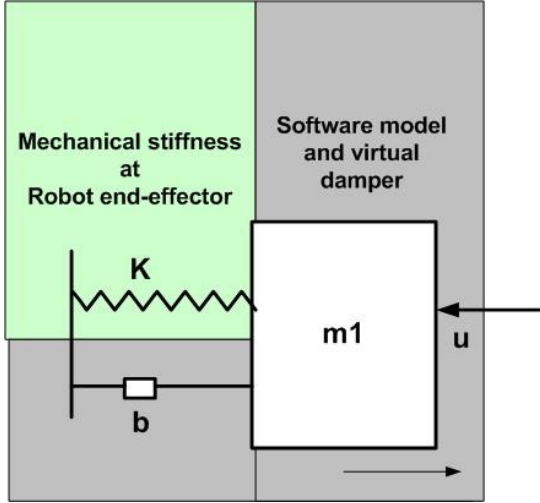 Mechanical stiffness
at
Robot end-effector
Software model
and virtual
damper
K
m1
u
b